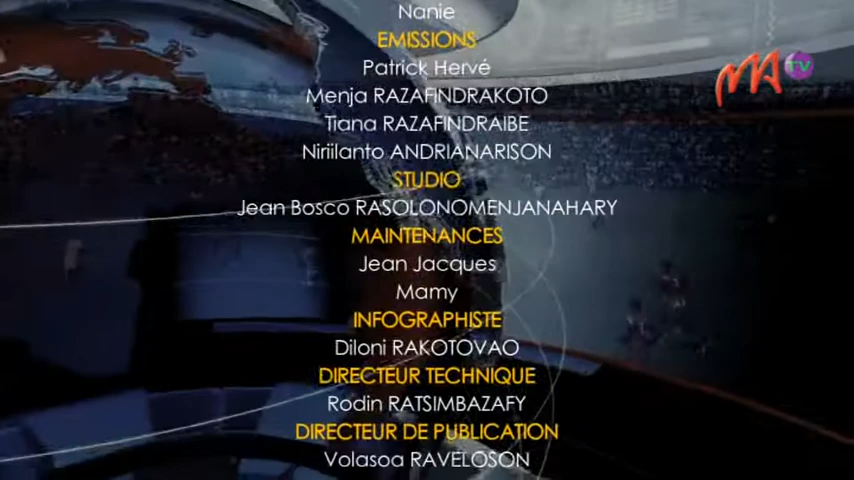 Nanie
EMISSIONS
Patrick Hervé
Menja RAZAFINDRAKOTO
Tiana RAZAFINDRAIBE
Niriilanto ANDRIANARISON
STUDIO
Jean Bosco RASOLONOMENJANAHARY
MAINTENANCES
Jean Jacques
Mamy
INFOGRAPHISTE
Diloni RAKOTOVAO
DIRECTEUR TECHNIQUE
Rodin RATSIMBAZAFY
DIRECTEUR DE PUBLICATION
Volasoa RAVELOSON
MA TV